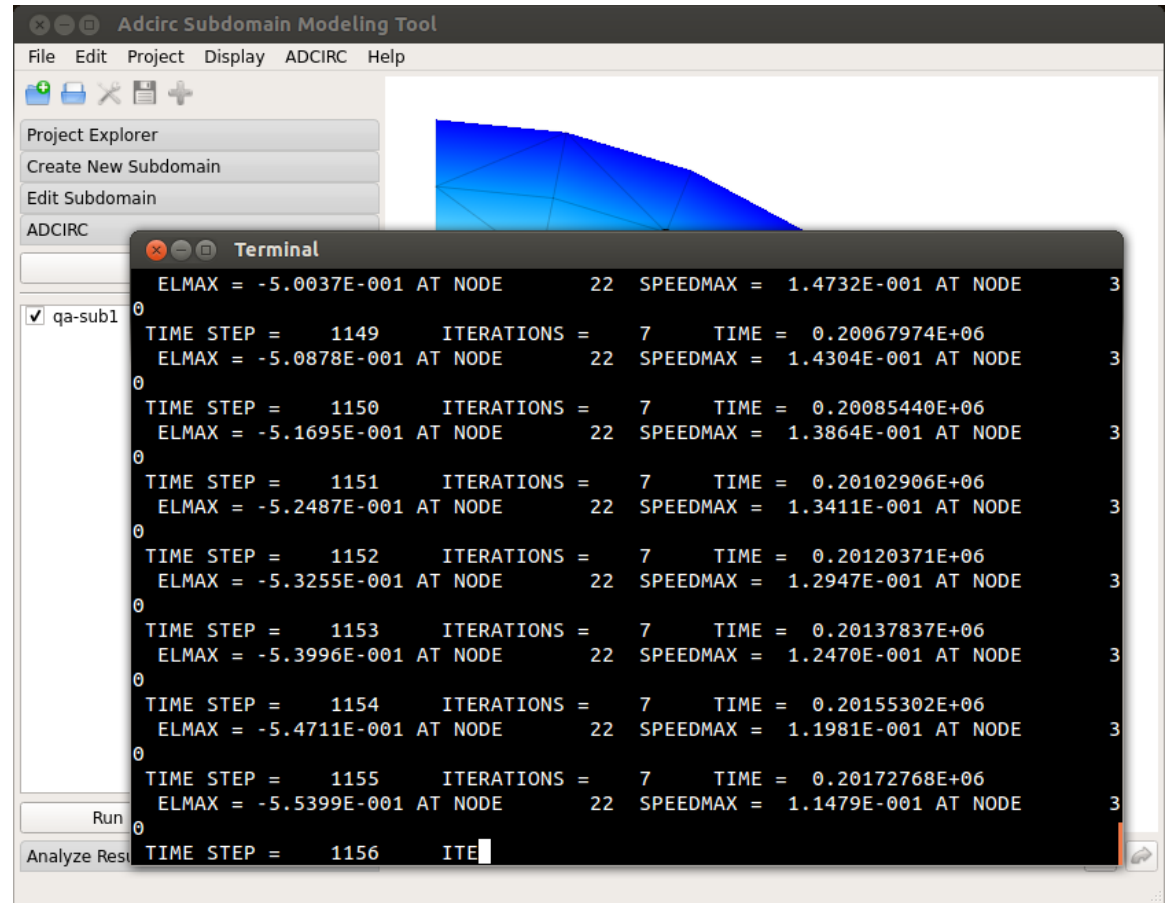 Adcirc Subdomain Modeling Tool
File Edit Project Display ADCIRC Help
Project Explorer
Create New Subdomain
Edit Subdomain
ADCIRC
Terminal
qa-sub1
ELMAX = -5.0037E-001 AT NODE 22 SPEEDMAX = 1.4732E-001 AT NODE 3
0
TIME STEP = 1149 ITERATIONS = 7 TIME = 0.20067974E+06
ELMAX = -5.0878E-001 AT NODE 22 SPEEDMAX = 1.4304E-001 AT NODE 3
0
TIME STEP = 1150 ITERATIONS = 7 TIME = 0.20085440E+06
ELMAX = -5.1695E-001 AT NODE 22 SPEEDMAX = 1.3864E-001 AT NODE 3
0
TIME STEP = 1151 ITERATIONS = 7 TIME = 0.20102906E+06
ELMAX = -5.2487E-001 AT NODE 22 SPEEDMAX = 1.3411E-001 AT NODE 3
0
TIME STEP = 1152 ITERATIONS = 7 TIME = 0.20120371E+06
ELMAX = -5.3255E-001 AT NODE 22 SPEEDMAX = 1.2947E-001 AT NODE 3
0
TIME STEP = 1153 ITERATIONS = 7 TIME = 0.20137837E+06
ELMAX = -5.3996E-001 AT NODE 22 SPEEDMAX = 1.2470E-001 AT NODE 3
0
TIME STEP = 1154 ITERATIONS = 7 TIME = 0.20155302E+06
ELMAX = -5.4711E-001 AT NODE 22 SPEEDMAX = 1.1981E-001 AT NODE 3
0
TIME STEP = 1155 ITERATIONS = 7 TIME = 0.20172768E+06
ELMAX = -5.5399E-001 AT NODE 22 SPEEDMAX = 1.1479E-001 AT NODE 3
0
TIME STEP = 1156 ITE
Run
Analyze Resu